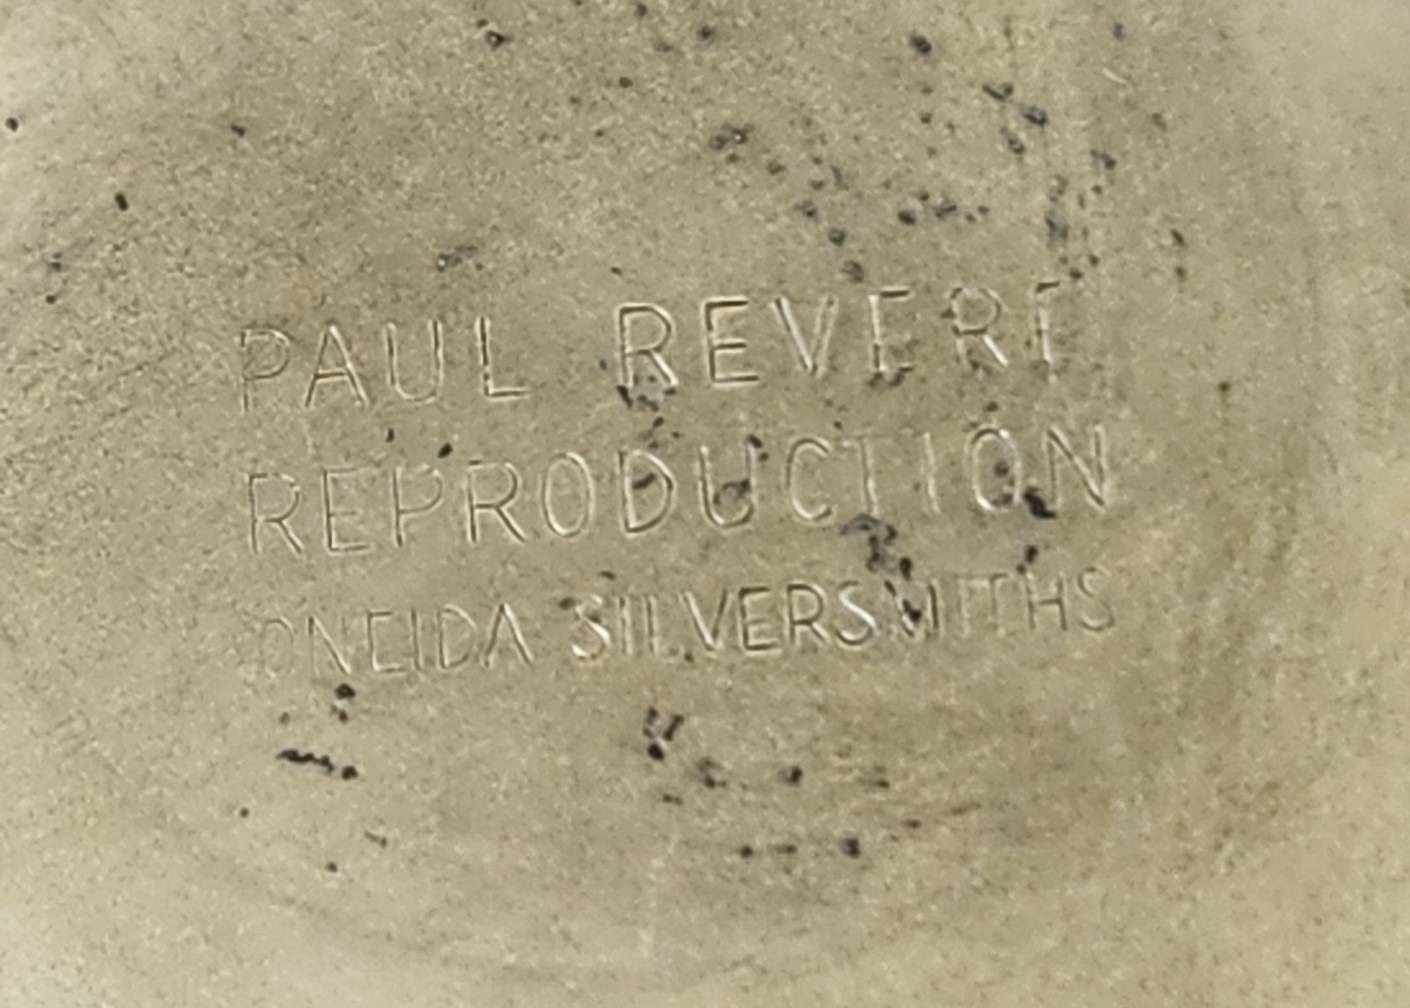 PAUL REVERE
REPRODUCTION
ONEIDA SILVERSMITHS